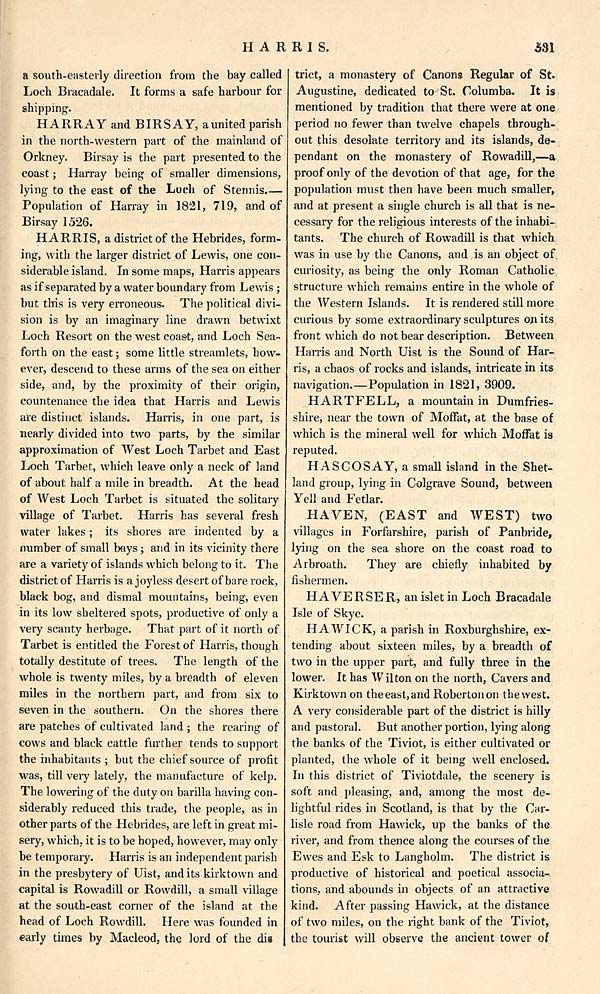 HARRIS.
531
a south-easterly direction from the bay called
Loch Bracadale. It forms a safe harbour for
shipping.
HARRAY and BIRSAY, a united parish
in the north-western part of the mainland of
Orkney. Birsay is the part presented to the
coast; Harray being of smaller dimensions,
lying to the east of the Loch of Stennis.—
Population of Harray in 1821, 719, and of
Birsay 1526.
HARRIS, a district of the Hebrides, form-
ing, with the larger district of Lewis, one con-
siderable island. In some maps, Harris appears
as if separated by a water boundary from Lewis;
but this is very erroneous. The political divi-
sion is by an imaginary line drawn betwixt
Loch Resort on the west coast, and Loch Sea-
forth on the east; some little streamlets, how-
ever, descend to these arms of the sea on either
side, and, by the proximity of their origin,
countenance the idea that Harris and Lewis
are distinct islands. Harris, in one part, is
nearly divided into two parts, by the similar
approximation of West Loch Tarbet and East
Loch Tarbet, which leave only a neck of land
of about half a mile in breadth. At the head
of West Loch Tarbet is situated the solitary
village of Tarbet. Harris has several fresh
water lakes; its shores are indented by a
number of small bays; and in its vicinity there
are a variety of islands which belong to it. The
district of Harris is a joyless desert of bare rock,
black bog, and dismal mountains, being, even
in its low sheltered spots, productive of only a
very scanty herbage. That part of it north of
Tarbet is entitled the Forest of Harris, though
totally destitute of trees. The length of the
whole is twenty miles, by a breadth of eleven
miles in the northern part, and from six to
seven in the southern. On the shores there
are patches of cultivated land; the rearing of
cows and black cattle further tends to support
the inhabitants; but the chief source of profit
was, till very lately, the manufacture of kelp.
The lowering of the duty on barilla having con-
siderably reduced this trade, the people, as in
other parts of the Hebrides, are left in great mi-
sery, which, it is to be hoped, however, may only
be temporary. Harris is an independent parish
in the presbytery of Uist, and its kirktown and
capital is Rowadill or Rowdill, a small village
at the south-east corner of the island at the
head of Loch Rowdill. Here was founded in
early times by Macleod, the lord of the dis
trict, a monastery of Canons Regular of St.
Augustine, dedicated to St. Columba. It is
mentioned by tradition that there were at one
period no fewer than twelve chapels through-
out this desolate territory and its islands, de-
pendant on the monastery of Rowadill,—a
proof only of the devotion of that age, for the
population must then have been much smaller,
and at present a single church is all that is ne-
cessary for the religious interests of the inhabi-
tants. The church of Rowadill is that which
was in use by the Canons, and is an object of
curiosity, as being the only Roman Catholic
structure which remains entire in the whole of
the Western Islands. It is rendered still more
curious by some extraordinary sculptures on its
front which do not bear description. Between
Harris and North Uist is the Sound of Har-
ris, a chaos of rocks and islands, intricate in its
navigation.—Population in 1821, 3909.
HARTFELL, a mountain in Dumfries-
shire, near the town of Moffat, at the base of
which is the mineral well for which Moffat is
reputed.
HASCOSAY, a small island in the Shet-
land group, lying in Colgrave Sound, between
Yell and Fetlar.
HAVEN, (EAST and WEST) two
villages in Forfarshire, parish of Panbride,
lying on the sea shore on the coast road to
Arbroath. They are chiefly inhabited by
fishermen.
HAVERSER, an islet in Loch Bracadale
Isle of Skye.
HAWICK, a parish in Roxburghshire, ex-
tending about sixteen miles, by a breadth of
two in the upper part, and fully three in the
lower. It has Wilton on the north, Cavers and
Kirktown on the east, and Roberton on the west.
A very considerable part of the district is hilly
and pastoral. But another portion, lying along
the banks of the Tiviot, is either cultivated or
planted, the whole of it being well enclosed.
In this district of Tiviotdale, the scenery is
soft and pleasing, and, among the most de-
lightful rides in Scotland, is that by the Car-
lisle road from Hawick, up the banks of the
river, and from thence along the courses of the
Ewes and Esk to Langholm. The district is
productive of historical and poetical associa-
tions, and abounds in objects of an attractive
kind. After passing Hawick, at the distance
of two miles, on the right bank of the Tiviot,
the tourist will observe the ancient tower of